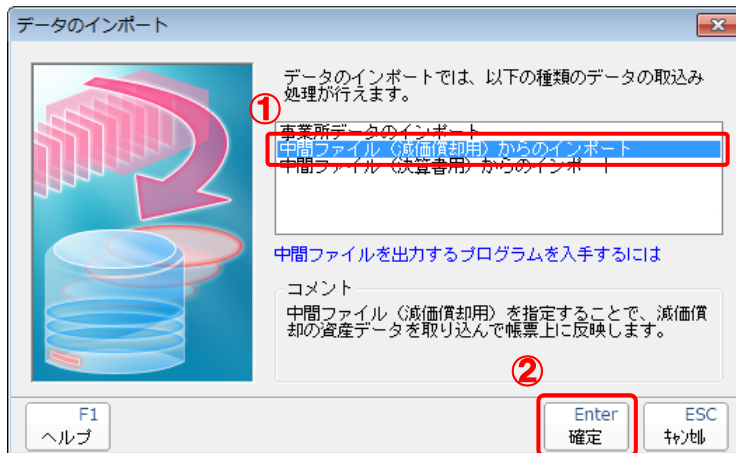 データのインポート
データのインポートでは、以下の種類のデータの取込み
処理が行えます。
①
事業所データのインポート
中間ファイル（減価償却用）からのインポート
中間ファイル（決算書用）からのインポート
中間ファイルを出力するプログラムを入手するには
コメント
中間ファイル（減価償却用）を指定することで、減価償
却の資産データを取り込んで帳票上に反映します。
②
F1
ヘルプ
Enter
確定
ESC
ｷｬﾝｾﾙ